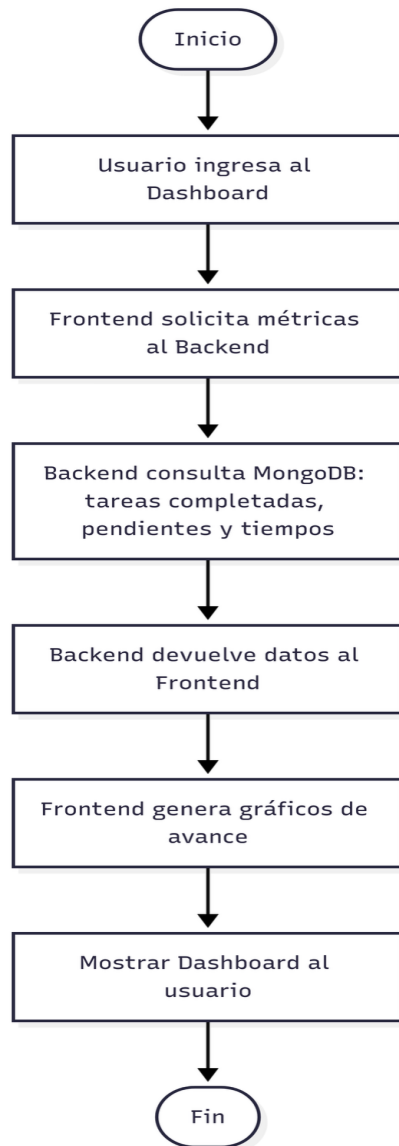 Inicio
Usuario ingresa al
Dashboard
Frontend solicita métricas
al Backend
Backend consulta MongoDB:
tareas completadas,
pendientes y tiempos
Backend devuelve datos al
Frontend
Frontend genera gráficos de
avance
Mostrar Dashboard al
usuario
Fin